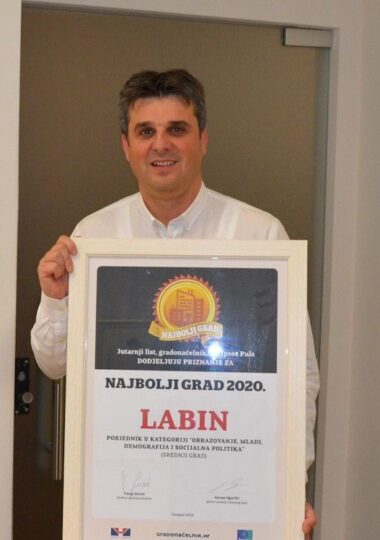 NAJBOLJI GRAD
Jutarnji list, gradonačelnik. Ipsos Puls
DODJELJUJU PRIZNANJE ZA
NAJBOLJI GRAD 2020.
LABIN
POBJEDNIK U KATEGORIJI "OBRAZOVANJE, MLADI,
DEMOGRAFIJA I SOCIJALNA POLITIKA"
(SREDNJI GRAD)
GRADONAČELNIK.HR